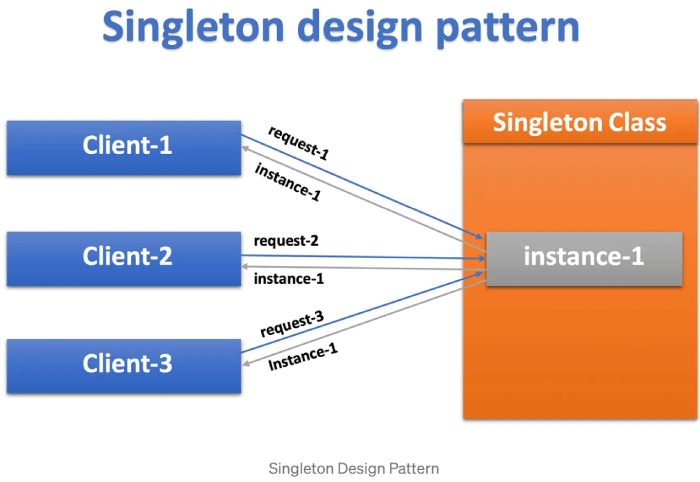 Singleton design pattern
Singleton Class
Client-1
request-1
instance-1
Client-2
request-2
instance-1
instance-1
Client-3
request-3
Instance-1
Singleton Design Pattern